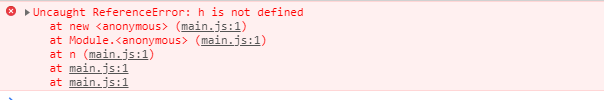 Uncaught ReferenceError: h is not defined
at new <anonymous> (main.js:1)
at Module.<anonymous> (main.js:1)
at n (main.js:1)
at main.js:1
at main.js:1